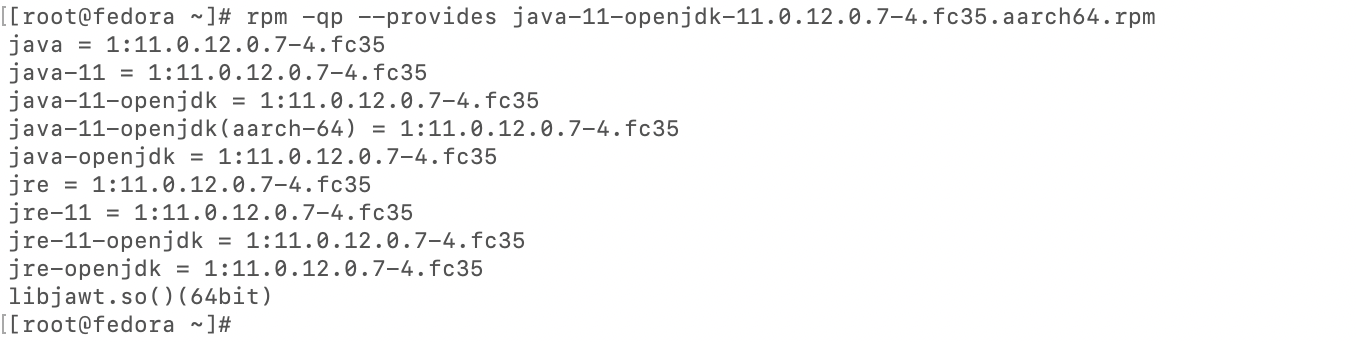 [[root@fedora ~]# rpm -qp --provides java-11-openjdk-11.0.12.0.7-4.fc35.aarch64.rpm
java = 1:11.0.12.0.7-4.fc35
java-11 = 1:11.0.12.0.7-4.fc35
java-11-openjdk = 1:11.0.12.0.7-4.fc35
java-11-openjdk(aarch-64) = 1:11.0.12.0.7-4.fc35
java-openjdk = 1:11.0.12.0.7-4.fc35
jre = 1:11.0.12.0.7-4.fc35
jre-11 = 1:11.0.12.0.7-4.fc35
jre-11-openjdk = 1:11.0.12.0.7-4.fc35
jre-openjdk = 1:11.0.12.0.7-4.fc35
libjawt.so()(64bit)
[[root@fedora ~]#